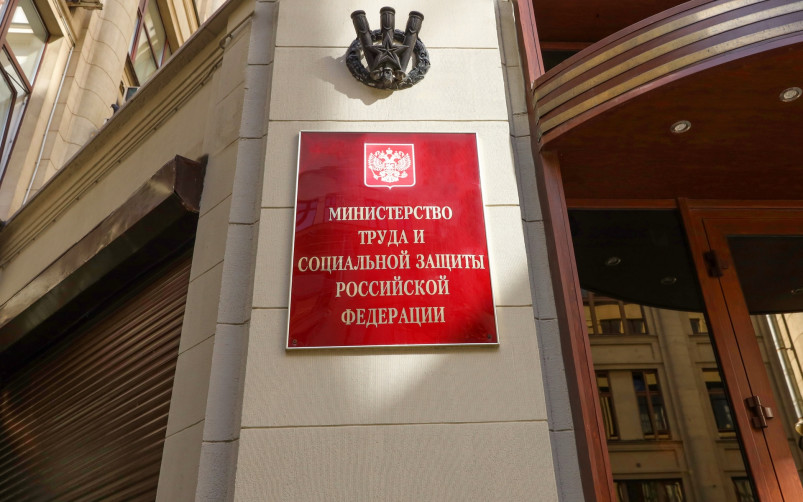 МИНИСТЕРСТВО
ТРУДА И
СОЦИАЛЬНОЙ ЗАЩИТЫ
РОССИЙСКОЙ
ФЕДЕРАЦИИ